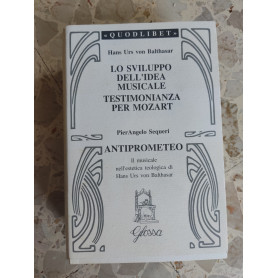 «QUODLIBET»
Hans Urs von Balthasar
LO SVILUPPO
DELL'IDEA
MUSICALE
TESTIMONIANZA
PER MOZART
PierAngelo Sequeri
ANTIPROMETEO
Il musicale
nell'estetica teologica di
Hans Urs von Balthasar
Glossa